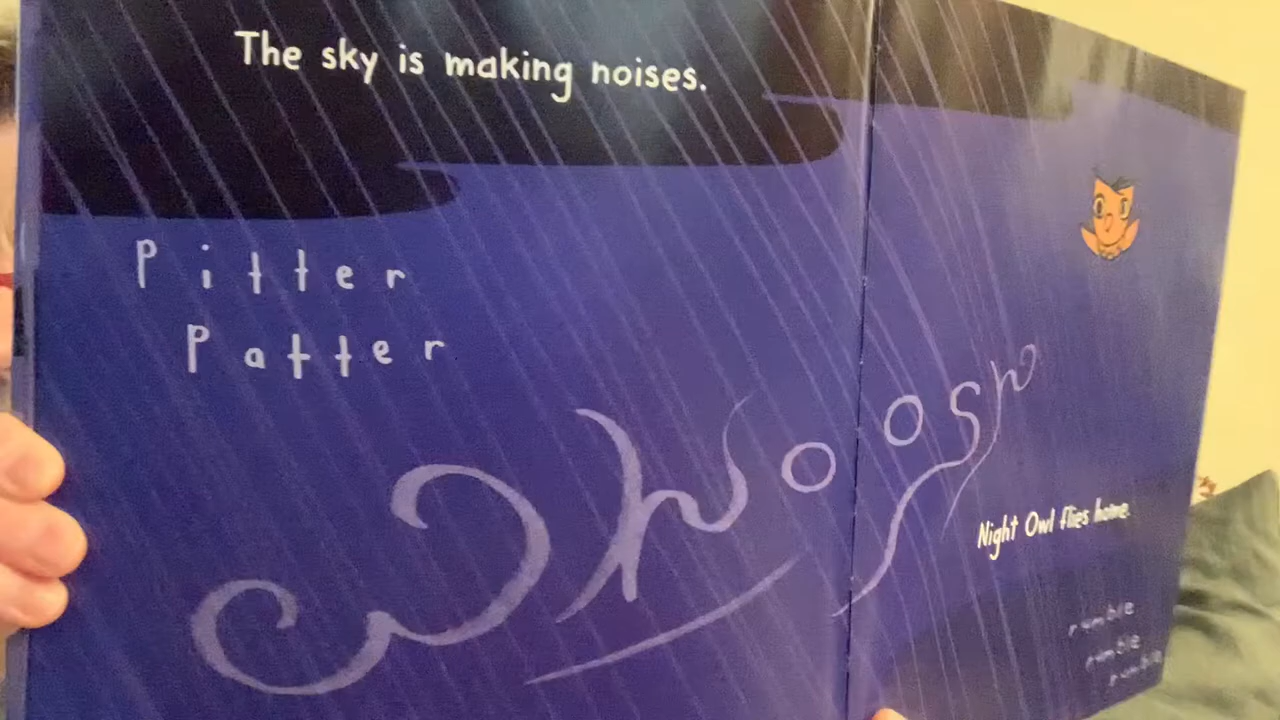 The sky is making noises.
Pitter
Patter
Whoosh
Night Owl flies home.
rumble
rumble
rumble